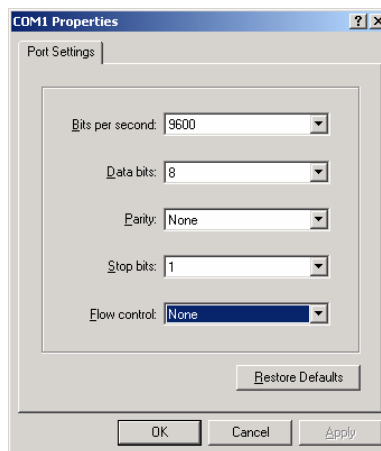 COM1 Properties
Port Settings
Bits per second: 9600
Data bits: 8
Parity: None
Stop bits: 1
Flow control: None
Restore Defaults
OK Cancel Apply